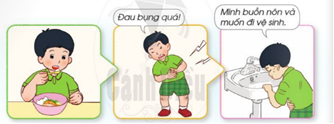 Đau bụng quá!
Mình buồn nôn và
muốn đi vệ sinh.